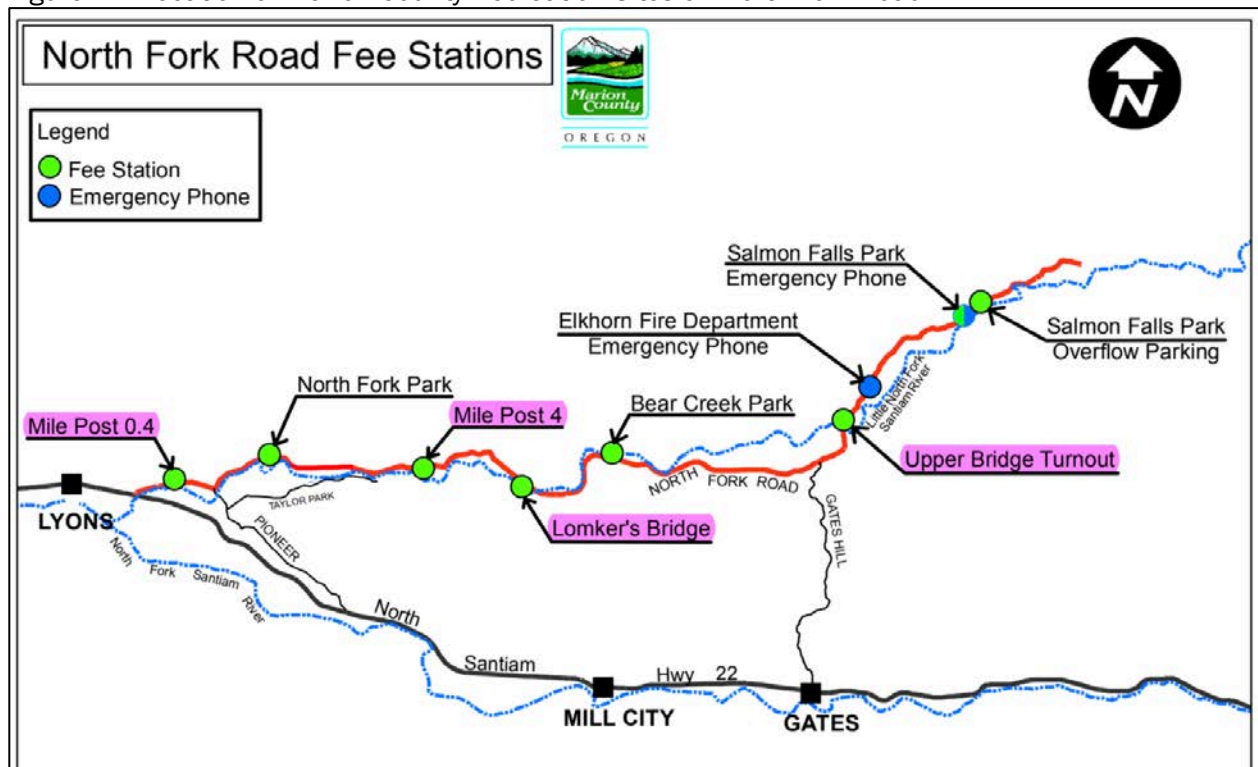 North Fork Road Fee Stations
Marion
County
OREGON
N
Legend
Fee Station
Emergency Phone
Salmon Falls Park
Emergency Phone
Elkhorn Fire Department
Emergency Phone
Salmon Falls Park
Overflow Parking
North Fork Park
Mile Post 4
Bear Creek Park
Mile Post 0.4
Little North Fork
Santiam River
Upper Bridge Turnout
NORTH FORK ROAD
TAYLOR PARK
LYONS
Lomker's Bridge
PIONEER
GATES HILL
North Fork Santiam River
North Santiam Hwy 22
MILL CITY
GATES